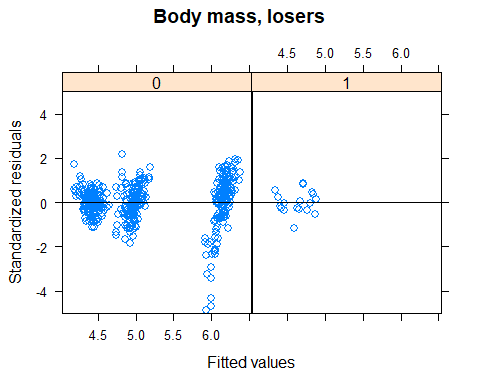 Body mass, losers
4.5 5.0 5.5 6.0
0 1
4
2
0
-2
-4
Standardized residuals
4.5 5.0 5.5 6.0
Fitted values